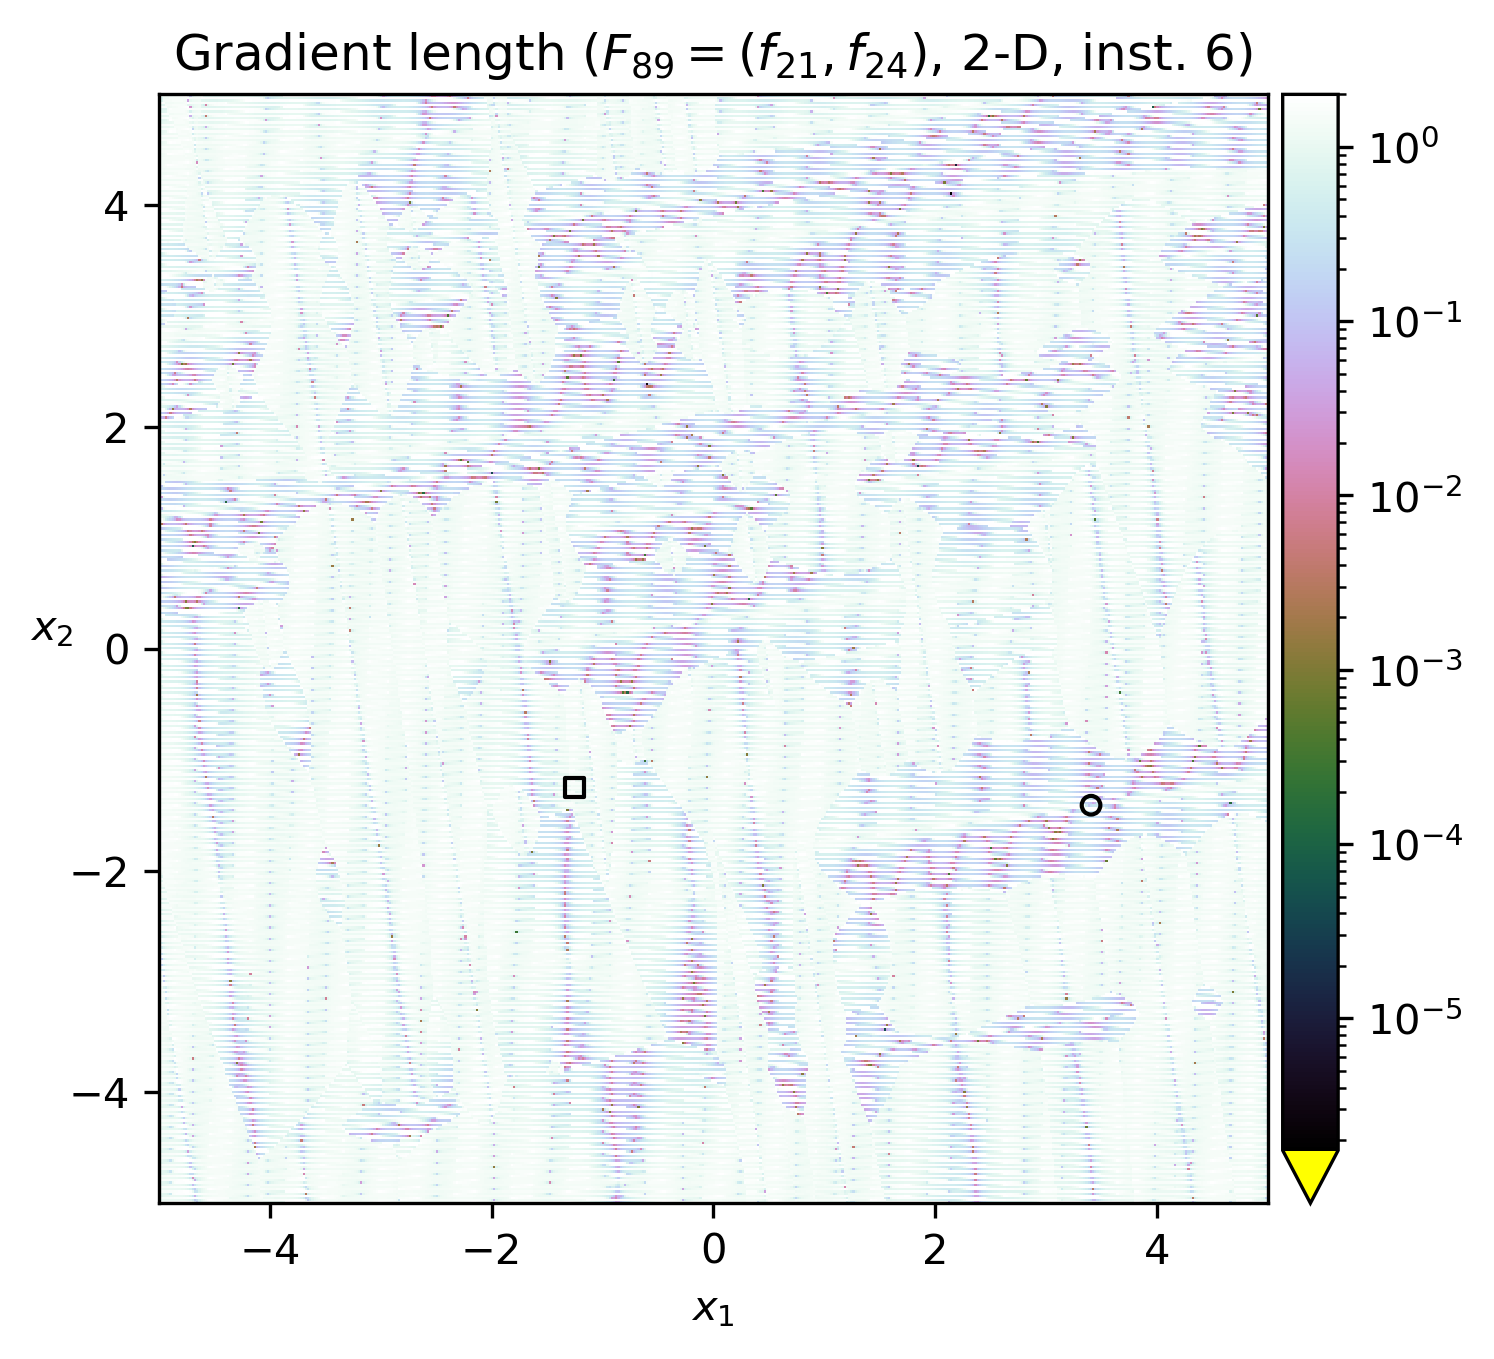 Gradient length (F₈₉ = (f₂₁, f₂₄), 2-D, inst. 6)
10⁰
4
10⁻¹
2
10⁻²
x₂
0
10⁻³
10⁻⁴
−2
10⁻⁵
−4
−4 −2 0 2 4
x₁